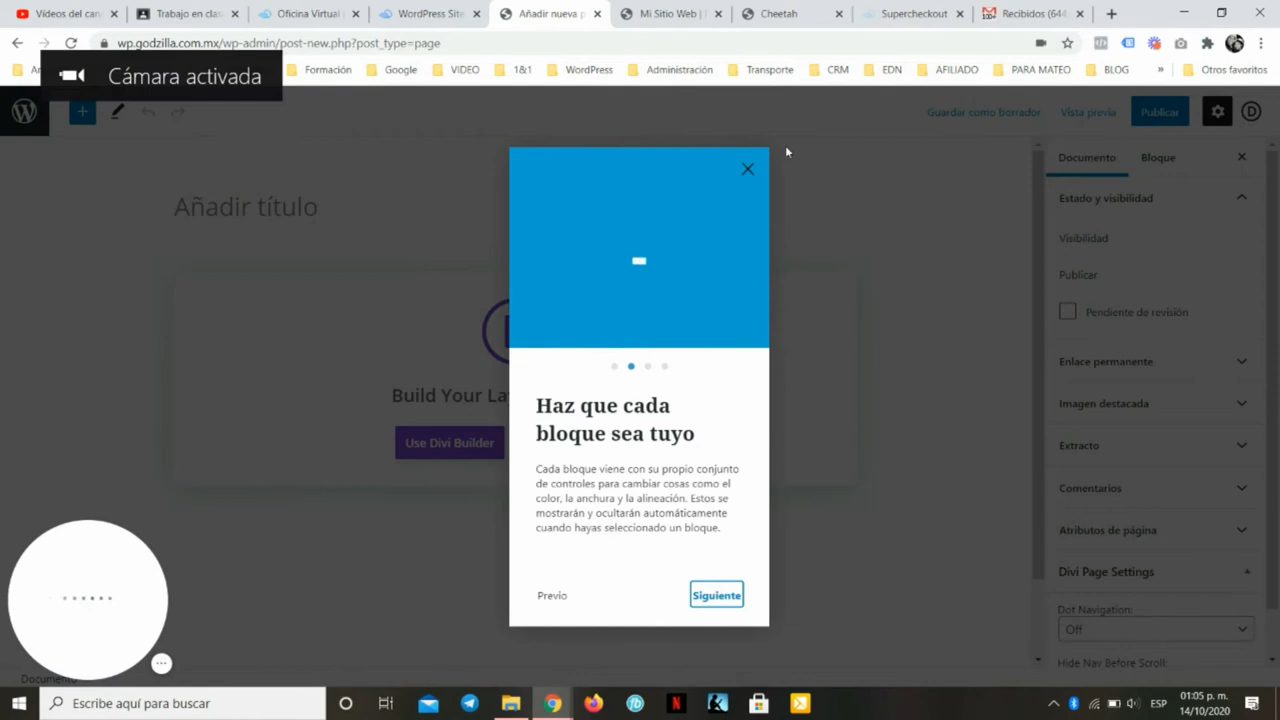 Vídeos del can
Trabajo en clas
Oficina Virtual
WordPress Site
Añadir nueva p
Mi Sitio Web |
Cheetah
Supercheckout
Recibidos (644,
wp.godzilla.com.mx/wp-admin/post-new.php?post_type=page
Formación
Google
VIDEO
1&1
WordPress
Administración
Transporte
CRM
EDN
AFILIADO
PARA MATEO
BLOG
»
Otros favoritos
Cámara activada
Guardar como borrador
Vista previa
Publicar
Añadir título
Build Your La
Use Divi Builder
Haz que cada
bloque sea tuyo
Cada bloque viene con su propio conjunto
de controles para cambiar cosas como el
color, la anchura y la alineación. Estos se
mostrarán y ocultarán automáticamente
cuando hayas seleccionado un bloque.
Previo
Siguiente
Documento
Bloque
Estado y visibilidad
Visibilidad
Publicar
Pendiente de revisión
Enlace permanente
Imagen destacada
Extracto
Comentarios
Atributos de página
Divi Page Settings
Dot Navigation:
Off
Hide Nav Before Scroll:
Documento
Escribe aquí para buscar
ESP
01:05 p. m.
14/10/2020